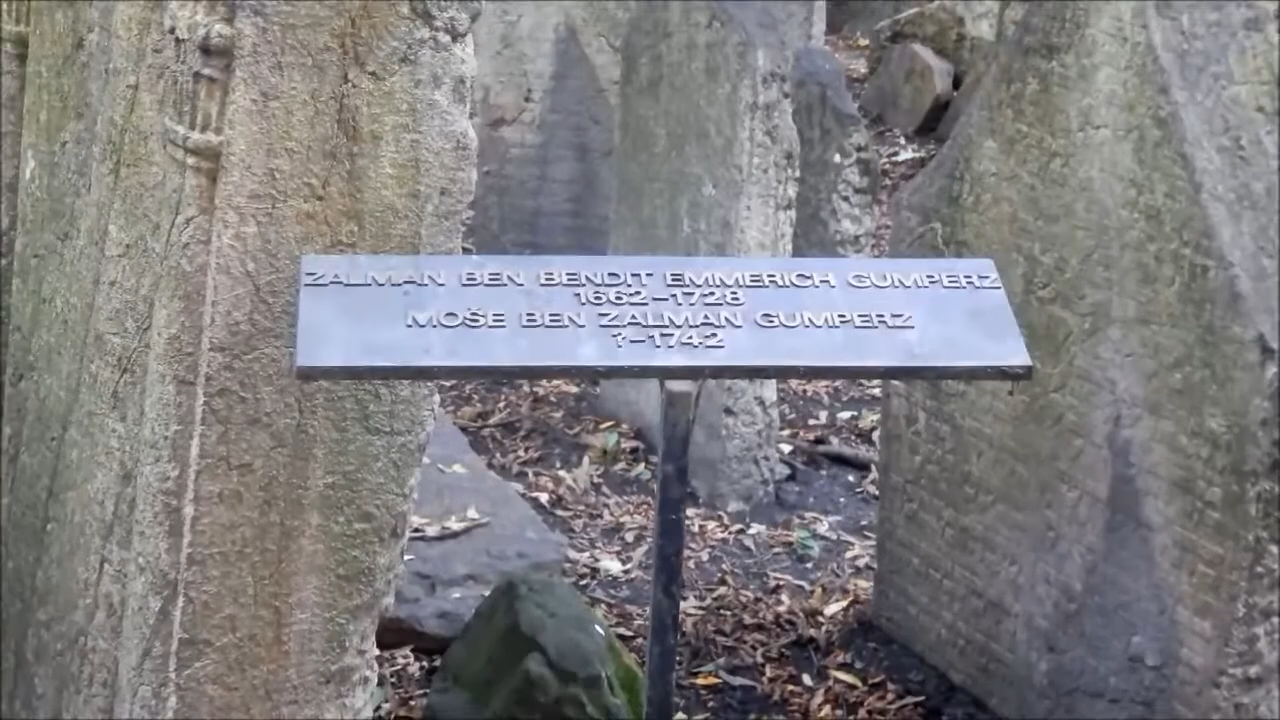 ZALMAN BEN BENDIT EMMERICH GUMPERZ
1662-1728
MOŠE BEN ZALMAN GUMPERZ
?-1742